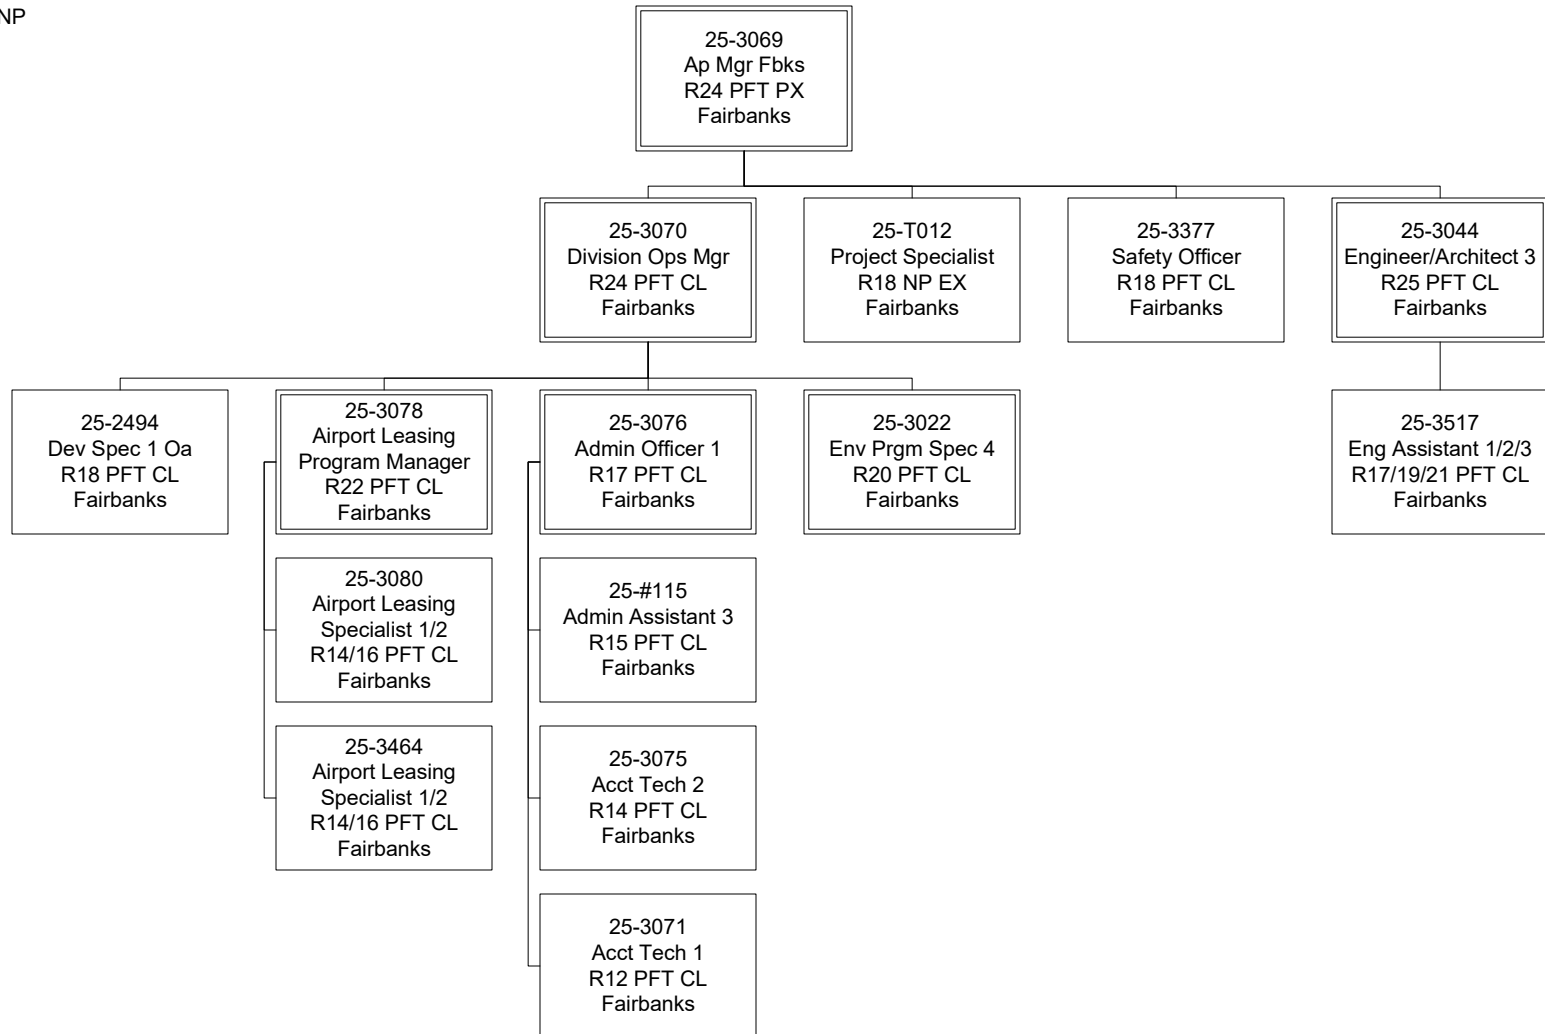 NP
25-3069
Ap Mgr Fbks
R24 PFT PX
Fairbanks
25-3070
Division Ops Mgr
R24 PFT CL
Fairbanks
25-T012
Project Specialist
R18 NP EX
Fairbanks
25-3377
Safety Officer
R18 PFT CL
Fairbanks
25-3044
Engineer/Architect 3
R25 PFT CL
Fairbanks
25-2494
Dev Spec 1 Oa
R18 PFT CL
Fairbanks
25-3078
Airport Leasing
Program Manager
R22 PFT CL
Fairbanks
25-3076
Admin Officer 1
R17 PFT CL
Fairbanks
25-3022
Env Prgm Spec 4
R20 PFT CL
Fairbanks
25-3517
Eng Assistant 1/2/3
R17/19/21 PFT CL
Fairbanks
25-3080
Airport Leasing
Specialist 1/2
R14/16 PFT CL
Fairbanks
25-#115
Admin Assistant 3
R15 PFT CL
Fairbanks
25-3464
Airport Leasing
Specialist 1/2
R14/16 PFT CL
Fairbanks
25-3075
Acct Tech 2
R14 PFT CL
Fairbanks
25-3071
Acct Tech 1
R12 PFT CL
Fairbanks